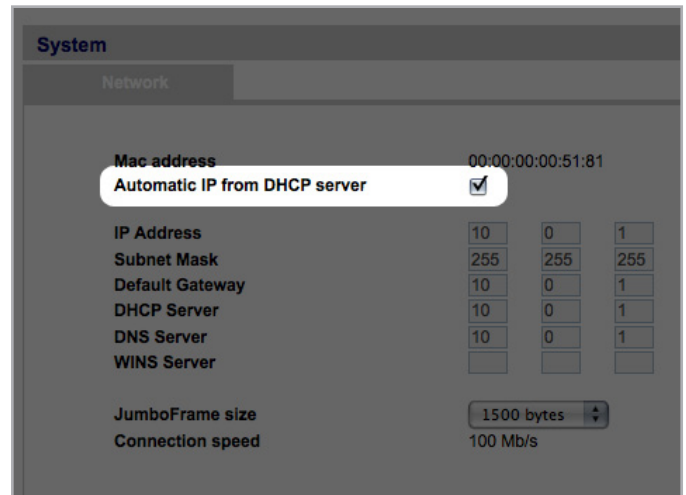 System
Network
Mac address 00:00:00:00:51:81
Automatic IP from DHCP server
IP Address 10 0 1
Subnet Mask 255 255 255
Default Gateway 10 0 1
DHCP Server 10 0 1
DNS Server 10 0 1
WINS Server
JumboFrame size 1500 bytes
Connection speed 100 Mb/s